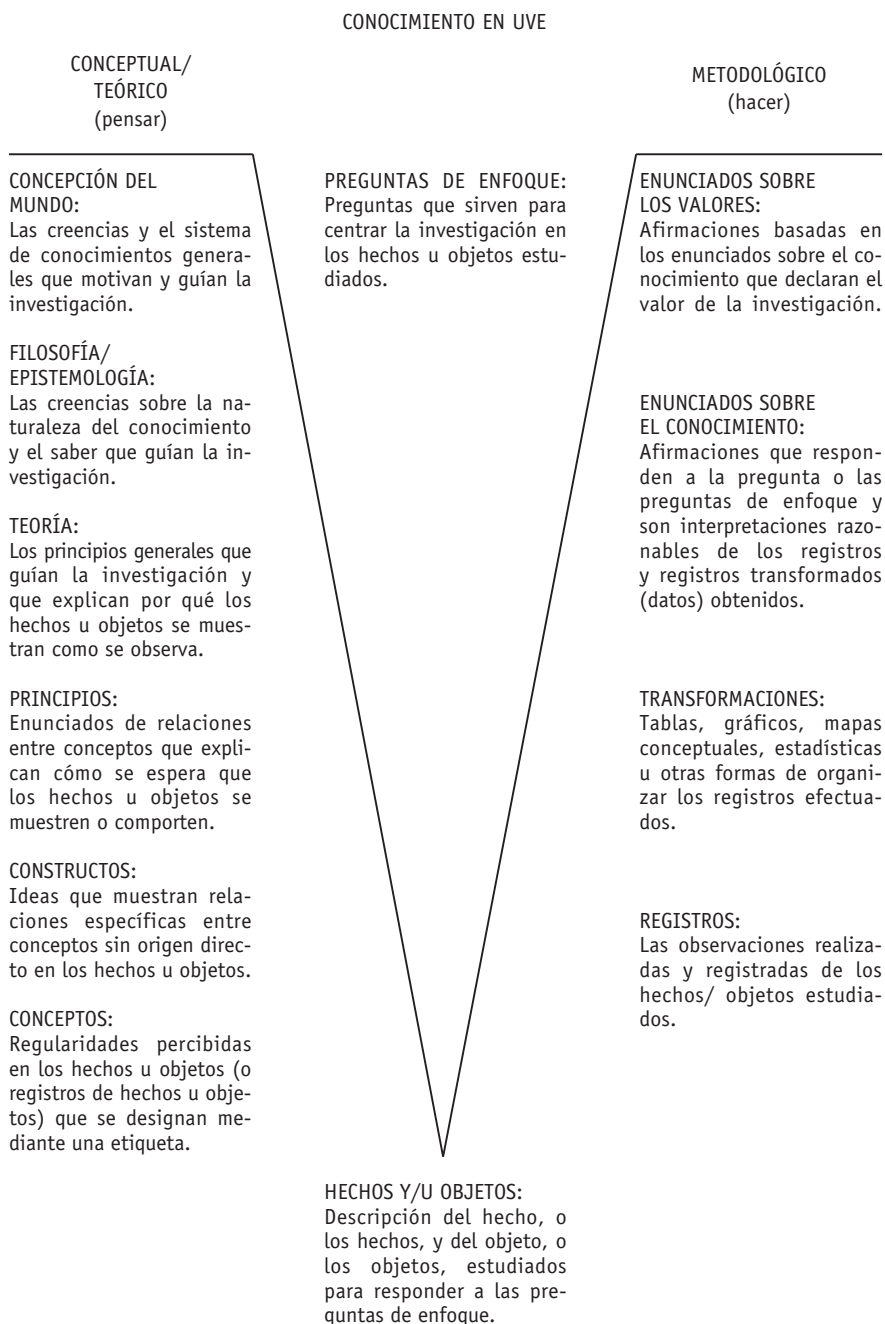 CONOCIMIENTO EN UVE
CONCEPTUAL/
TEÓRICO
(pensar)
METODOLÓGICO
(hacer)
CONCEPCIÓN DEL
MUNDO:
Las creencias y el sistema
de conocimientos genera-
les que motivan y guían la
investigación.
FILOSOFÍA/
EPISTEMOLOGÍA:
Las creencias sobre la na-
turaleza del conocimiento
y el saber que guían la in-
vestigación.
TEORÍA:
Los principios generales que
guían la investigación y
que explican por qué los
hechos u objetos se mues-
tran como se observa.
PRINCIPIOS:
Enunciados de relaciones
entre conceptos que expli-
can cómo se espera que
los hechos u objetos se
muestren o comporten.
CONSTRUCTOS:
Ideas que muestran rela-
ciones específicas entre
conceptos sin origen direc-
to en los hechos u objetos.
CONCEPTOS:
Regularidades percibidas
en los hechos u objetos (o
registros de hechos u obje-
tos) que se designan me-
diante una etiqueta.
PREGUNTAS DE ENFOQUE:
Preguntas que sirven para
centrar la investigación en
los hechos u objetos estu-
diados.
ENUNCIADOS SOBRE
LOS VALORES:
Afirmaciones basadas en
los enunciados sobre el co-
nocimiento que declaran el
valor de la investigación.
ENUNCIADOS SOBRE
EL CONOCIMIENTO:
Afirmaciones que respon-
den a la pregunta o las
preguntas de enfoque y
son interpretaciones razo-
nables de los registros
y registros transformados
(datos) obtenidos.
TRANSFORMACIONES:
Tablas, gráficos, mapas
conceptuales, estadísticas
u otras formas de organi-
zar los registros efectua-
dos.
REGISTROS:
Las observaciones realiza-
das y registradas de los
hechos/ objetos estudia-
dos.
HECHOS Y/U OBJETOS:
Descripción del hecho, o
los hechos, y del objeto, o
los objetos, estudiados
para responder a las pre-
guntas de enfoque.